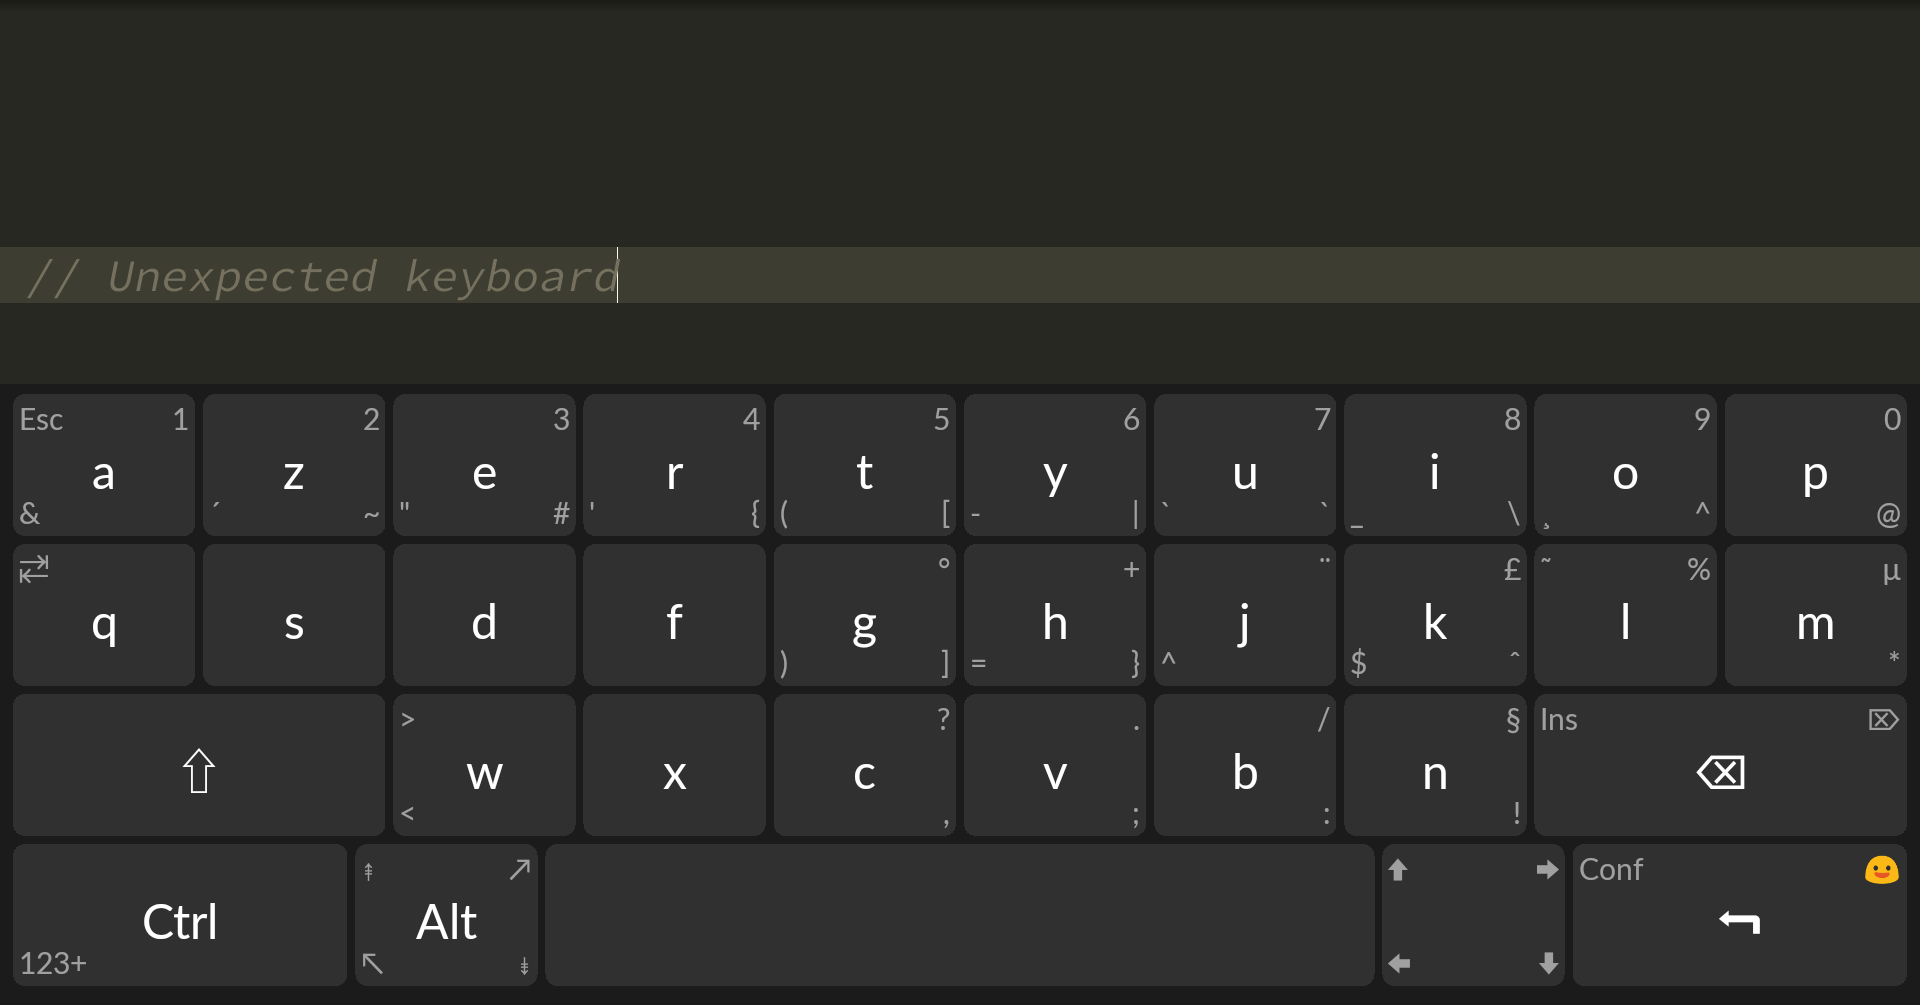 // Unexpected keyboard
Esc 1 2 3 4 5 6 7 8 9 0
a z e r t y u i o p
& ´ ~ " # ' { ( [ - | ` ` _ \ ¸ ^ @
⇄ ° + ¨ £ ˜ % µ
q s d f g h j k l m
) ] = } ^ $ ˆ *
> ? . / § Ins ⌦
⇧ w x c v b n ⌫
< , ; : !
⇞ ↗ ↑ → Conf 😀
Ctrl Alt ↰
123+ ↖ ⇟ ← ↓